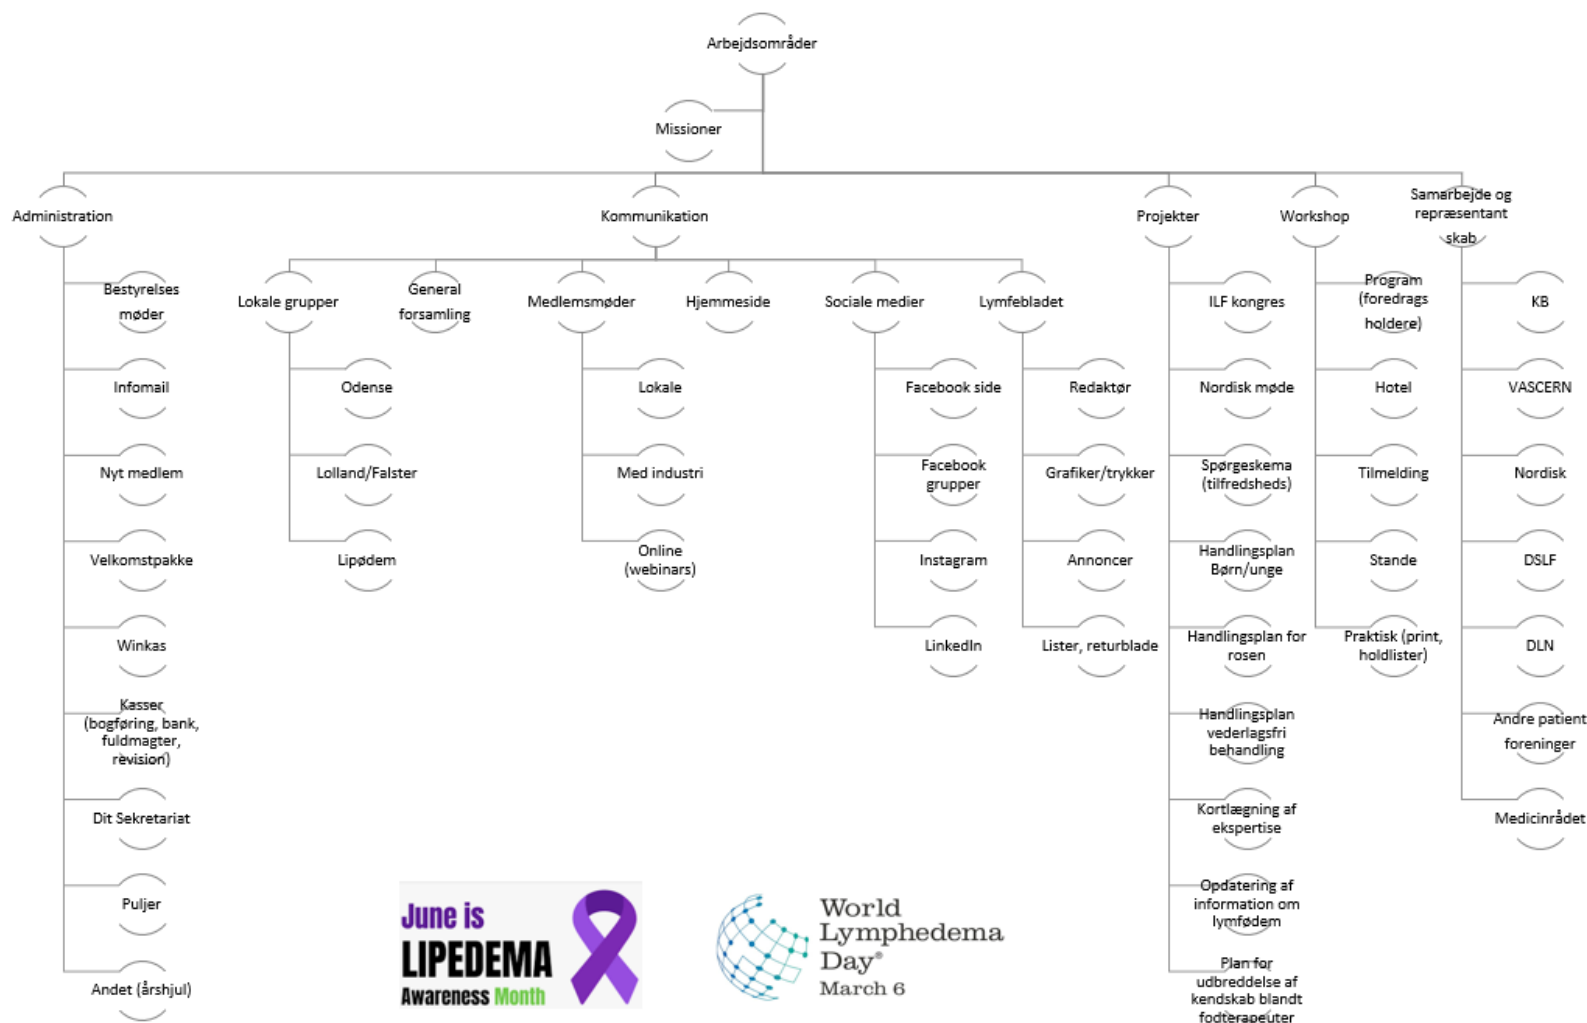 Arbejdsområder
Missioner
Administration
Bestyrelses
møder
Infomail
Nyt medlem
Velkomstpakke
Winkas
Kasser
(bogføring, bank,
fuldmagter,
revision)
Dit Sekretariat
Puljer
Andet (årshjul)
Kommunikation
Lokale grupper
Odense
Lolland/Falster
Lipødem
General
forsamling
Medlemsmøder
Lokale
Med industri
Online
(webinars)
Hjemmeside
Sociale medier
Facebook side
Facebook
grupper
Instagram
LinkedIn
Lymfebladet
Redaktør
Grafiker/trykker
Annoncer
Lister, returblade
Projekter
ILF kongres
Nordisk møde
Spørgeskema
(tilfredsheds)
Handlingsplan
Børn/unge
Handlingsplan for
rosen
Handlingsplan
vederlagsfri
behandling
Kortlægning af
ekspertise
Opdatering af
information om
lymfødem
Plan for
udbreddelse af
kendskab blandt
fodterapeuter
Workshop
Program
(foredrags
holdere)
Hotel
Tilmelding
Stande
Praktisk (print,
holdlister)
Samarbejde og
repræsentant
skab
KB
VASCERN
Nordisk
DSLF
DLN
Andre patient
foreninger
Medicinrådet
June is
LIPEDEMA
Awareness Month
World
Lymphedema
Day®
March 6